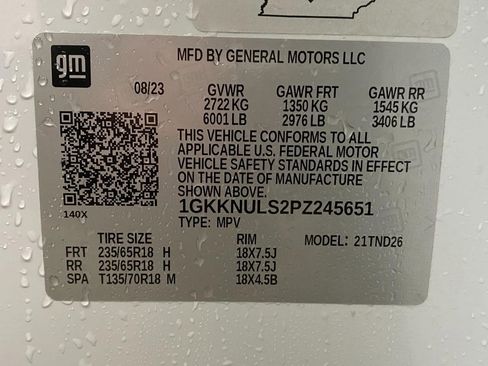 gm
MFD BY GENERAL MOTORS LLC
08/23 GVWR GAWR FRT GAWR RR
2722 KG 1350 KG 1545 KG
6001 LB 2976 LB 3406 LB
THIS VEHICLE CONFORMS TO ALL
APPLICABLE U.S. FEDERAL MOTOR
VEHICLE SAFETY STANDARDS IN EFFECT
ON THE DATE OF MANUFACTURE
SHOWN ABOVE.
140X
1GKKNULS2PZ245651
TYPE: MPV
TIRE SIZE RIM MODEL: 21TND26
FRT 235/65R18 H 18X7.5J
RR 235/65R18 H 18X7.5J
SPA T135/70R18 M 18X4.5B